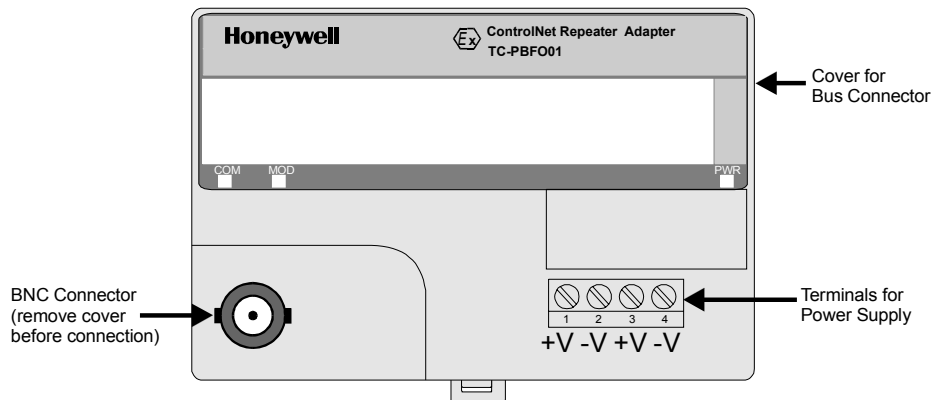 Honeywell
Ex ControlNet Repeater Adapter
TC-PBFO01
Cover for
Bus Connector
COM MOD PWR
BNC Connector
(remove cover
before connection)
1 2 3 4
+V -V +V -V
Terminals for
Power Supply